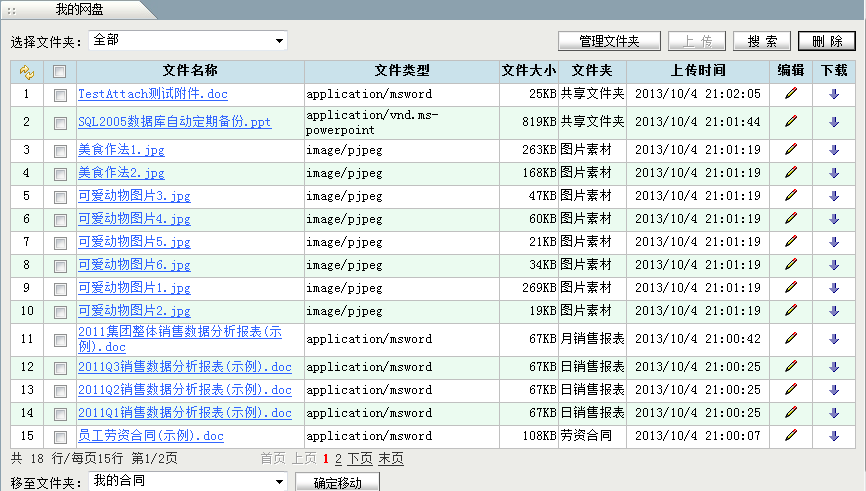 我的网盘
选择文件夹: 全部 管理文件夹 上 传 搜 索 删 除
文件名称 文件类型 文件大小 文件夹 上传时间 编辑 下载
1 TestAttach测试附件.doc application/msword 25KB 共享文件夹 2013/10/4 21:02:05
2 SQL2005数据库自动定期备份.ppt application/vnd.ms-
powerpoint 819KB 共享文件夹 2013/10/4 21:01:44
3 美食作法1.jpg image/pjpeg 263KB 图片素材 2013/10/4 21:01:19
4 美食作法2.jpg image/pjpeg 168KB 图片素材 2013/10/4 21:01:19
5 可爱动物图片3.jpg image/pjpeg 47KB 图片素材 2013/10/4 21:01:19
6 可爱动物图片4.jpg image/pjpeg 60KB 图片素材 2013/10/4 21:01:19
7 可爱动物图片5.jpg image/pjpeg 21KB 图片素材 2013/10/4 21:01:19
8 可爱动物图片6.jpg image/pjpeg 34KB 图片素材 2013/10/4 21:01:19
9 可爱动物图片1.jpg image/pjpeg 269KB 图片素材 2013/10/4 21:01:19
10 可爱动物图片2.jpg image/pjpeg 19KB 图片素材 2013/10/4 21:01:19
11 2011集团整体销售数据分析报表(示
例).doc application/msword 67KB 月销售报表 2013/10/4 21:00:42
12 2011Q3销售数据分析报表(示例).doc application/msword 67KB 日销售报表 2013/10/4 21:00:25
13 2011Q2销售数据分析报表(示例).doc application/msword 67KB 日销售报表 2013/10/4 21:00:25
14 2011Q1销售数据分析报表(示例).doc application/msword 67KB 日销售报表 2013/10/4 21:00:25
15 员工劳资合同(示例).doc application/msword 108KB 劳资合同 2013/10/4 21:00:07
共 18 行/每页15行 第1/2页 首页 上页 1 2 下页 末页
移至文件夹: 我的合同 确定移动